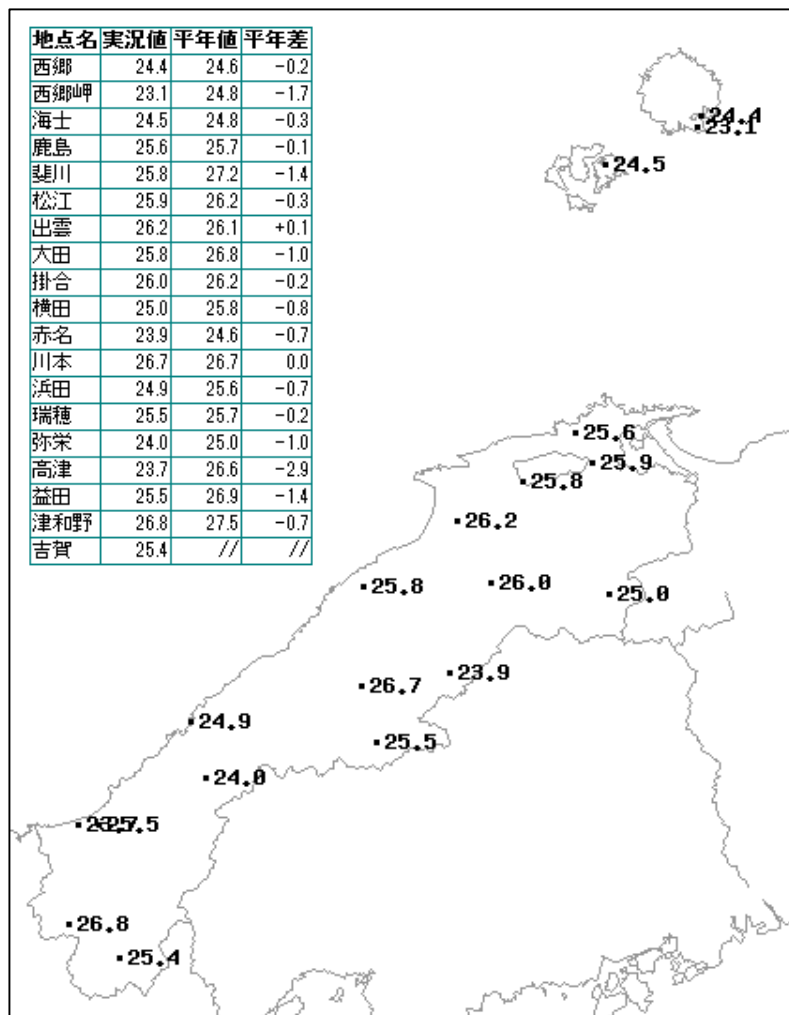 地点名 実況値 平年値 平年差
西郷 24.4 24.6 -0.2
西郷岬 23.1 24.8 -1.7
海士 24.5 24.8 -0.3
鹿島 25.6 25.7 -0.1
斐川 25.8 27.2 -1.4
松江 25.9 26.2 -0.3
出雲 26.2 26.1 +0.1
大田 25.8 26.8 -1.0
掛合 26.0 26.2 -0.2
横田 25.0 25.8 -0.8
赤名 23.9 24.6 -0.7
川本 26.7 26.7 0.0
浜田 24.9 25.6 -0.7
瑞穂 25.5 25.7 -0.2
弥栄 24.0 25.0 -1.0
高津 23.7 26.6 -2.9
益田 25.5 26.9 -1.4
津和野 26.8 27.5 -0.7
吉賀 25.4 // //
24.4
23.1
24.5
25.6
25.9
25.8
26.2
25.8
26.0
25.0
23.9
26.7
24.9
25.5
24.0
23.7
25.5
26.8
25.4